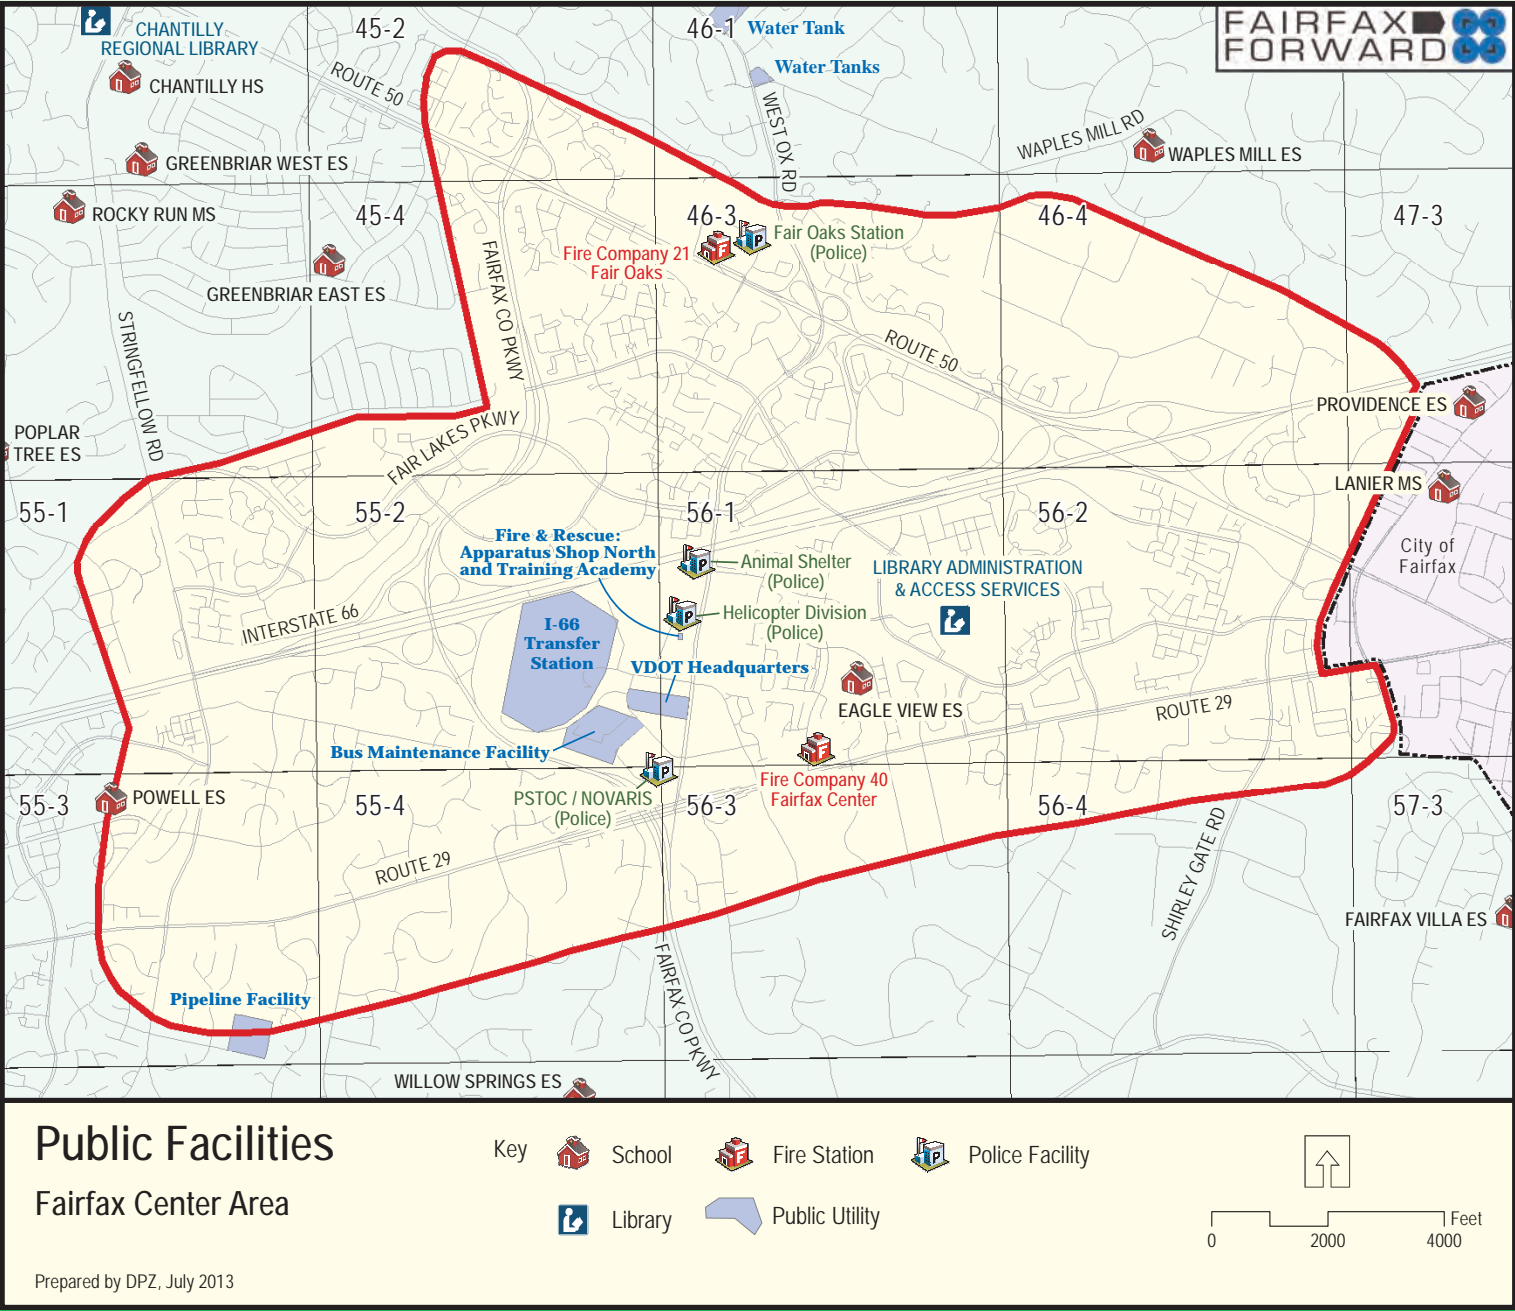 CHANTILLY
REGIONAL LIBRARY
45-2
46-1
Water Tank
FAIRFAX
FORWARD
Water Tanks
CHANTILLY HS
ROUTE 50
WEST OX RD
WAPLES MILL RD
WAPLES MILL ES
GREENBRIAR WEST ES
ROCKY RUN MS
45-4
46-3
46-4
47-3
Fair Oaks Station
(Police)
Fire Company 21
Fair Oaks
GREENBRIAR EAST ES
FAIRFAX CO PKWY
STRINGFELLOW RD
ROUTE 50
PROVIDENCE ES
POPLAR
TREE ES
FAIR LAKES PKWY
LANIER MS
55-1
55-2
56-1
56-2
City of
Fairfax
Fire & Rescue:
Apparatus Shop North
and Training Academy
Animal Shelter
(Police)
LIBRARY ADMINISTRATION
& ACCESS SERVICES
INTERSTATE 66
I-66
Transfer
Station
Helicopter Division
(Police)
VDOT Headquarters
EAGLE VIEW ES
ROUTE 29
Bus Maintenance Facility
Fire Company 40
Fairfax Center
PSTOC / NOVARIS
(Police)
POWELL ES
55-3
55-4
56-3
56-4
57-3
ROUTE 29
SHIRLEY GATE RD
FAIRFAX VILLA ES
FAIRFAX CO PKWY
Pipeline Facility
WILLOW SPRINGS ES
Public Facilities
Fairfax Center Area
Prepared by DPZ, July 2013
Key
School
Fire Station
Police Facility
Library
Public Utility
Feet
0
2000
4000